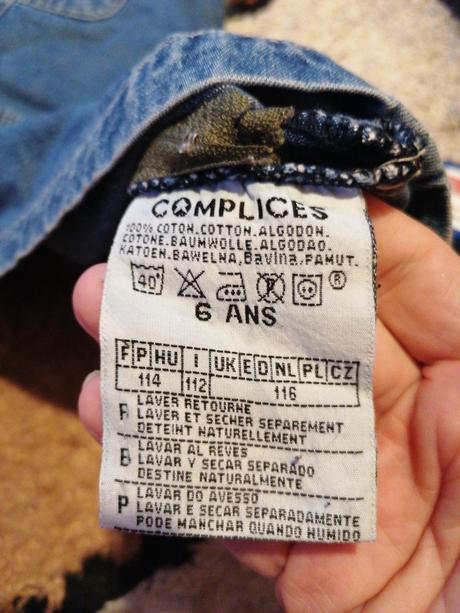 COMPLICES
100% COTON.COTTON.ALGODON.
COTONE.BAUMWOLLE.ALGODAO.
KATOEN.BAWELNA,Bavlna,PAMUT.
40° P ®
6 ANS
F P HU I UK E D NL PL CZ
114 112 116
F LAVER RETOURNE
LAVER ET SECHER SEPAREMENT
DETEINT NATURELLEMENT
E LAVAR AL REVES
LAVAR Y SECAR SEPARADO
DESTINE NATURALMENTE
P LAVAR DO AVESSO
LAVAR E SECAR SEPARADAMENTE
PODE MANCHAR QUANDO HUMIDO